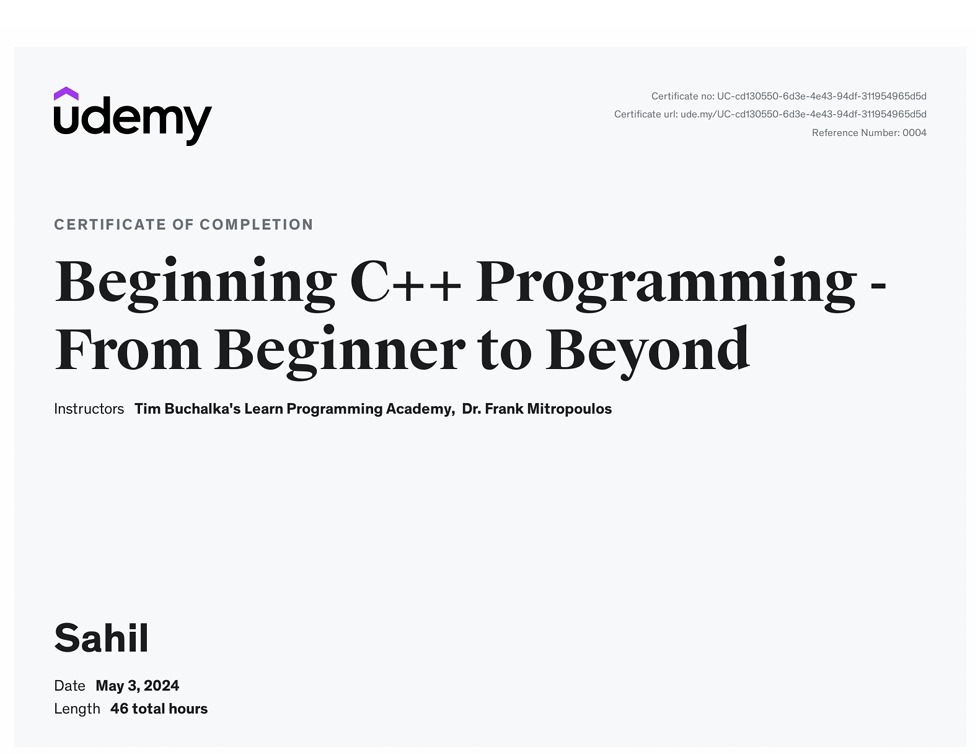 udemy
Certificate no: UC-cd130550-6d3e-4e43-94df-311954965d5d
Certificate url: ude.my/UC-cd130550-6d3e-4e43-94df-311954965d5d
Reference Number: 0004
CERTIFICATE OF COMPLETION
Beginning C++ Programming -
From Beginner to Beyond
Instructors Tim Buchalka's Learn Programming Academy, Dr. Frank Mitropoulos
Sahil
Date May 3, 2024
Length 46 total hours